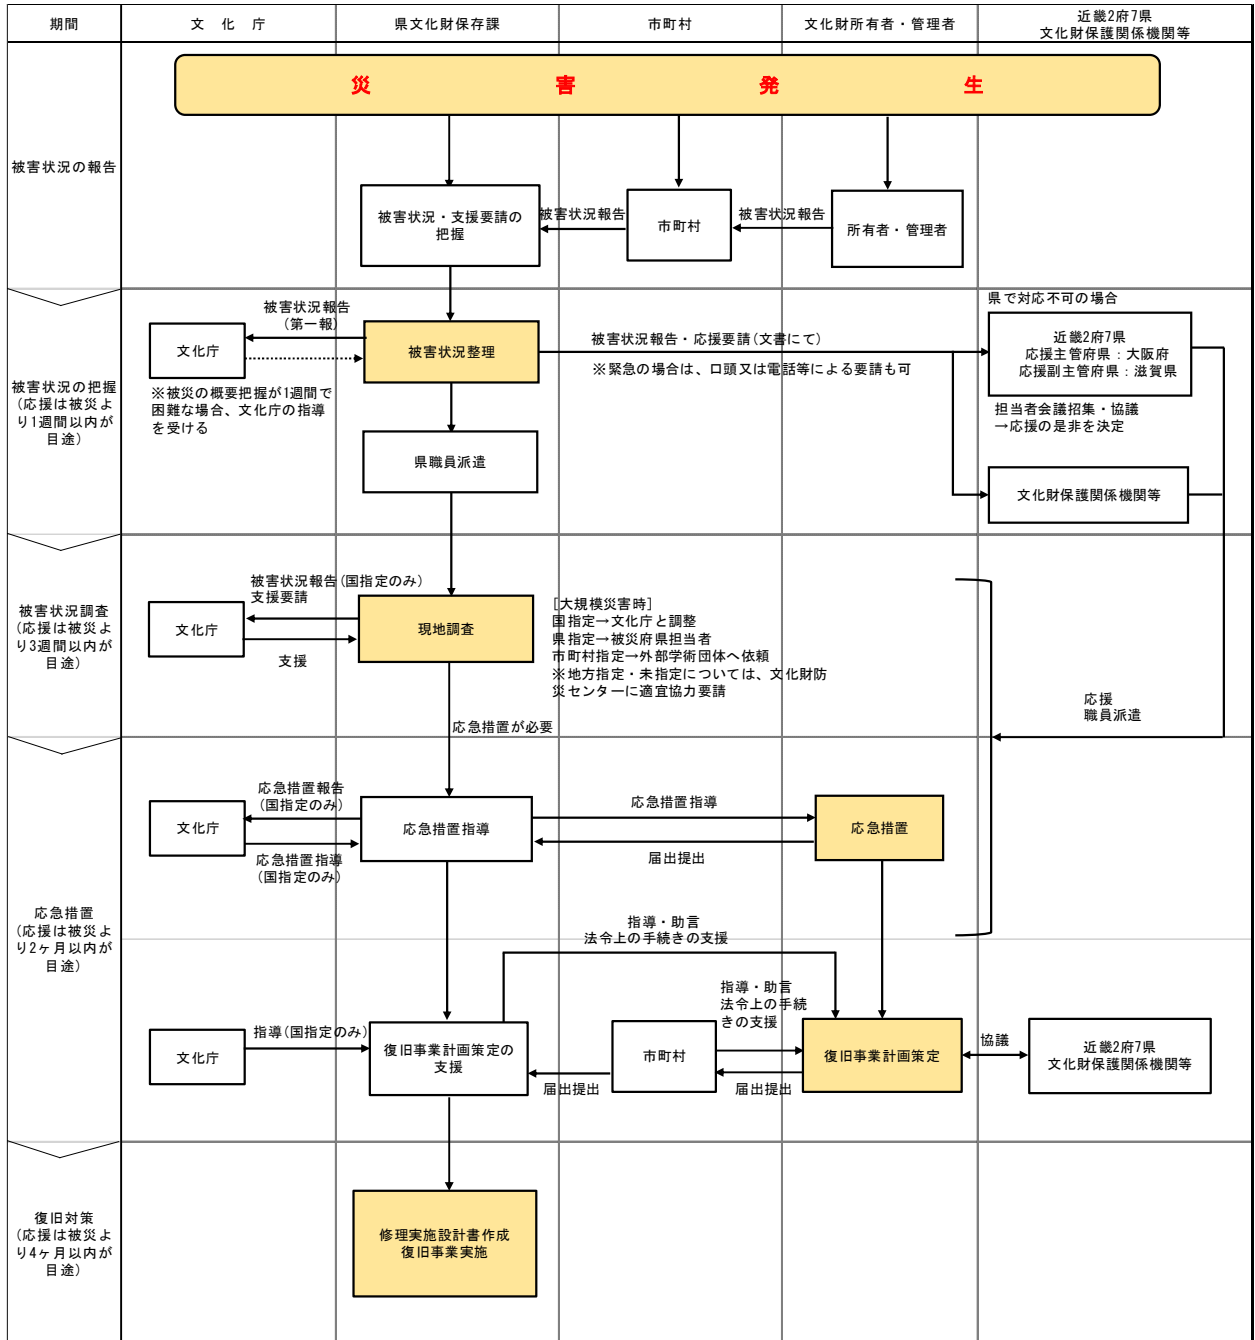 期間
文 化 庁
県文化財保存課
市町村
文化財所有者・管理者
近畿2府7県
文化財保護関係機関等
災 害 発 生
被害状況の報告
被害状況・支援要請の
把握
被害状況報告
市町村
被害状況報告
所有者・管理者
被害状況の把握
(応援は被災よ
り1週間以内が
目途)
文化庁
被害状況報告
(第一報)
※被災の概要把握が1週間で
困難な場合、文化庁の指導
を受ける
被害状況整理
県職員派遣
被害状況報告・応援要請(文書にて)
※緊急の場合は、口頭又は電話等による要請も可
県で対応不可の場合
近畿2府7県
応援主管府県：大阪府
応援副主管府県：滋賀県
担当者会議招集・協議
→応援の是非を決定
文化財保護関係機関等
被害状況調査
(応援は被災よ
り3週間以内が
目途)
文化庁
被害状況報告(国指定のみ)
支援要請
支援
現地調査
[大規模災害時]
国指定→文化庁と調整
県指定→被災府県担当者
市町村指定→外部学術団体へ依頼
※地方指定・未指定については、文化財防
災センターに適宜協力要請
応急措置が必要
応援
職員派遣
応急措置
(応援は被災よ
り2ヶ月以内が
目途)
文化庁
応急措置報告
(国指定のみ)
応急措置指導
(国指定のみ)
応急措置指導
応急措置指導
届出提出
応急措置
指導・助言
法令上の手続きの支援
文化庁
指導(国指定のみ)
復旧事業計画策定の
支援
届出提出
市町村
指導・助言
法令上の手続
きの支援
届出提出
復旧事業計画策定
協議
近畿2府7県
文化財保護関係機関等
復旧対策
(応援は被災よ
り4ヶ月以内が
目途)
修理実施設計書作成
復旧事業実施